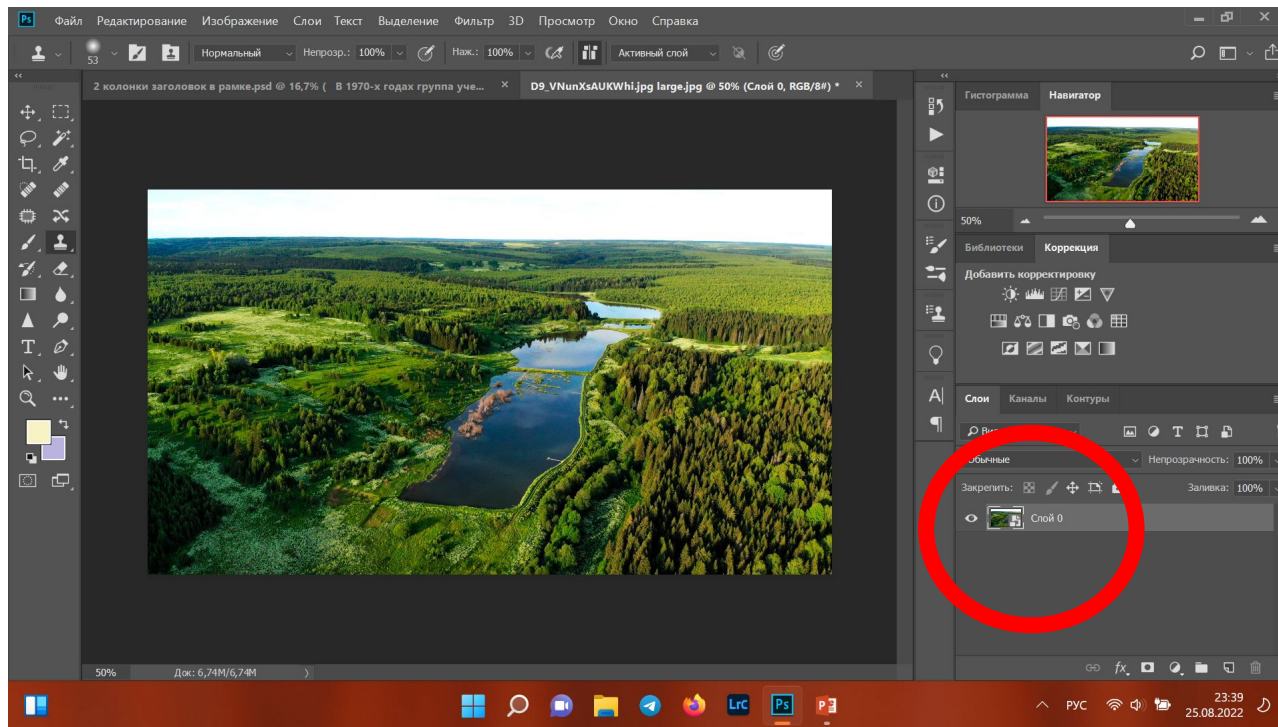 Ps Файл Редактирование Изображение Слои Текст Выделение Фильтр 3D Просмотр Окно Справка
53 Нормальный Непрозр.: 100% Наж.: 100% Активный слой
2 колонки заголовок в рамке.psd @ 16,7% ( В 1970-х годах группа уче... × D9_VNunXsAUKWhi.jpg large.jpg @ 50% (Слой 0, RGB/8#) * ×
Гистограмма Навигатор
50%
Библиотеки Коррекция
Добавить корректировку
Слои Каналы Контуры
Обычные Непрозрачность: 100%
Закрепить: Заливка: 100%
Слой 0
fx
50% Док: 6,74M/6,74M
LrC Ps P РУС 23:39
25.08.2022